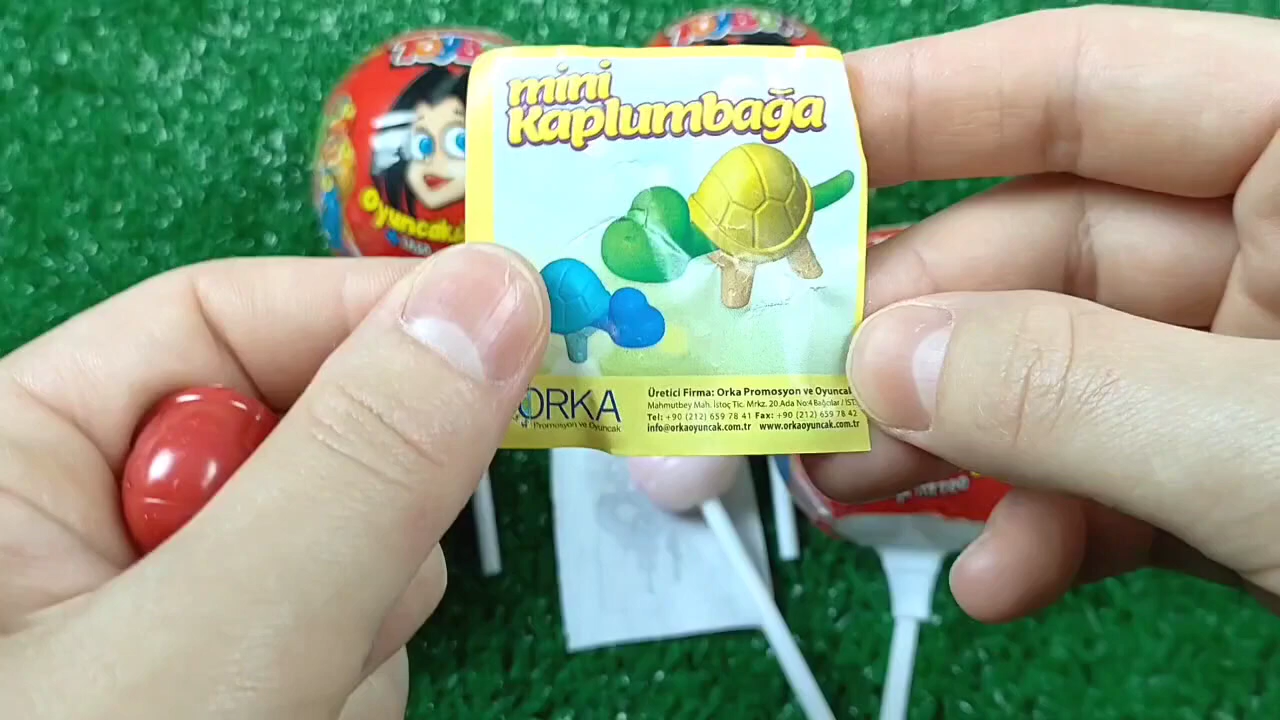 Toybox
mini
Kaplumbağa
Oyuncak
ORKA
Promosyon ve Oyuncak
Üretici Firma: Orka Promosyon ve Oyuncak
Mahmutbey Mah. İstoç Tic. Mrkz. 20.Ada No:4 Bağcılar / İST.
Tel: +90 (212) 659 78 41 Fax: +90 (212) 659 78 42
info@orkaoyuncak.com.tr www.orkaoyuncak.com.tr